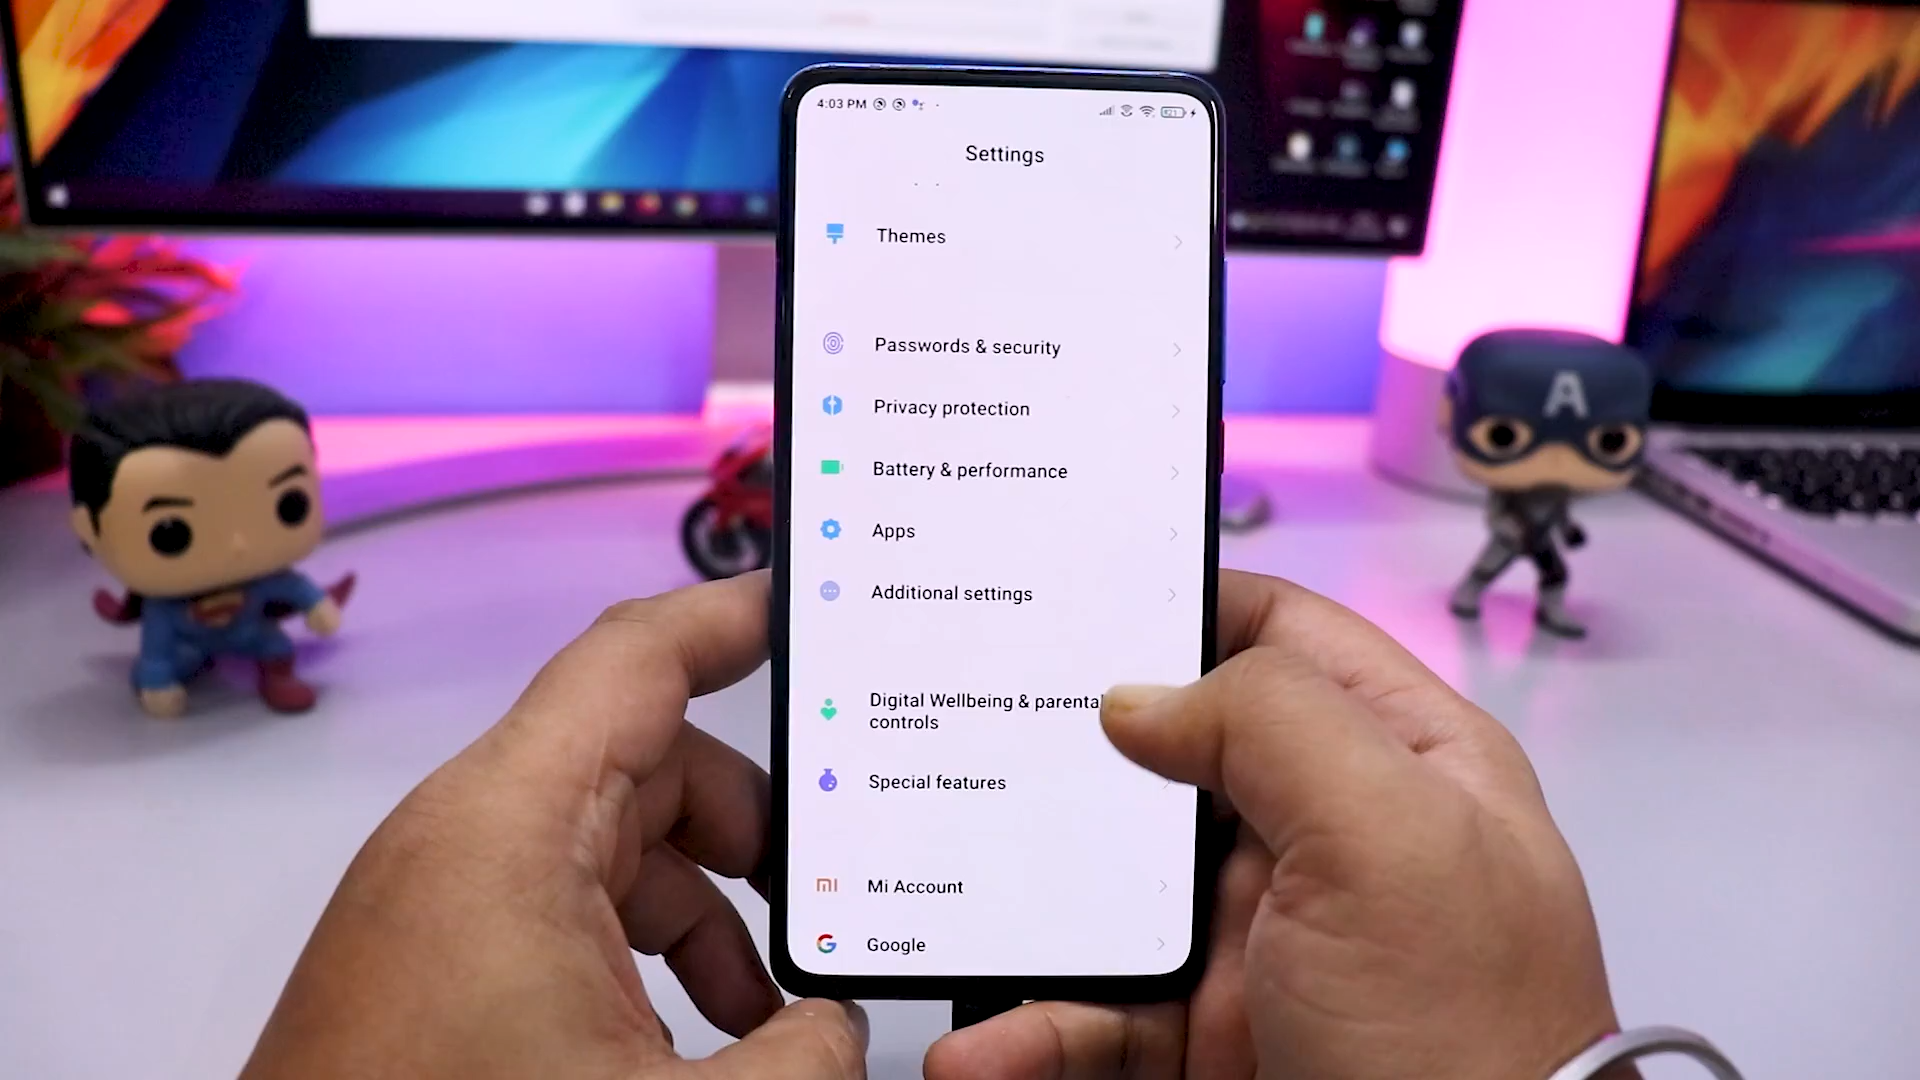 4:03 PM
Settings
Themes
Passwords & security
Privacy protection
Battery & performance
Apps
Additional settings
Digital Wellbeing & parental
controls
Special features
Mi Account
Google
A